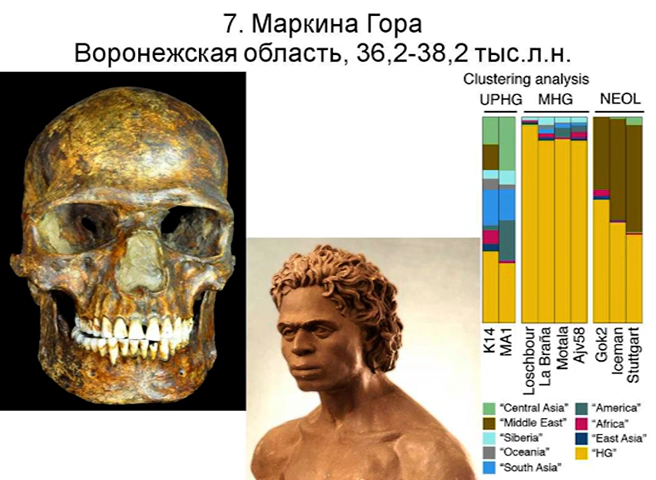 7. Маркина Гора
Воронежская область, 36,2-38,2 тыс.л.н.
Clustering analysis
UPHG MHG NEOL
K14
MA1
Loschbour
La Braña
Motala
Ajv58
Gok2
Iceman
Stuttgart
"Central Asia"
"Middle East"
"Siberia"
"Oceania"
"South Asia"
"America"
"Africa"
"East Asia"
"HG"